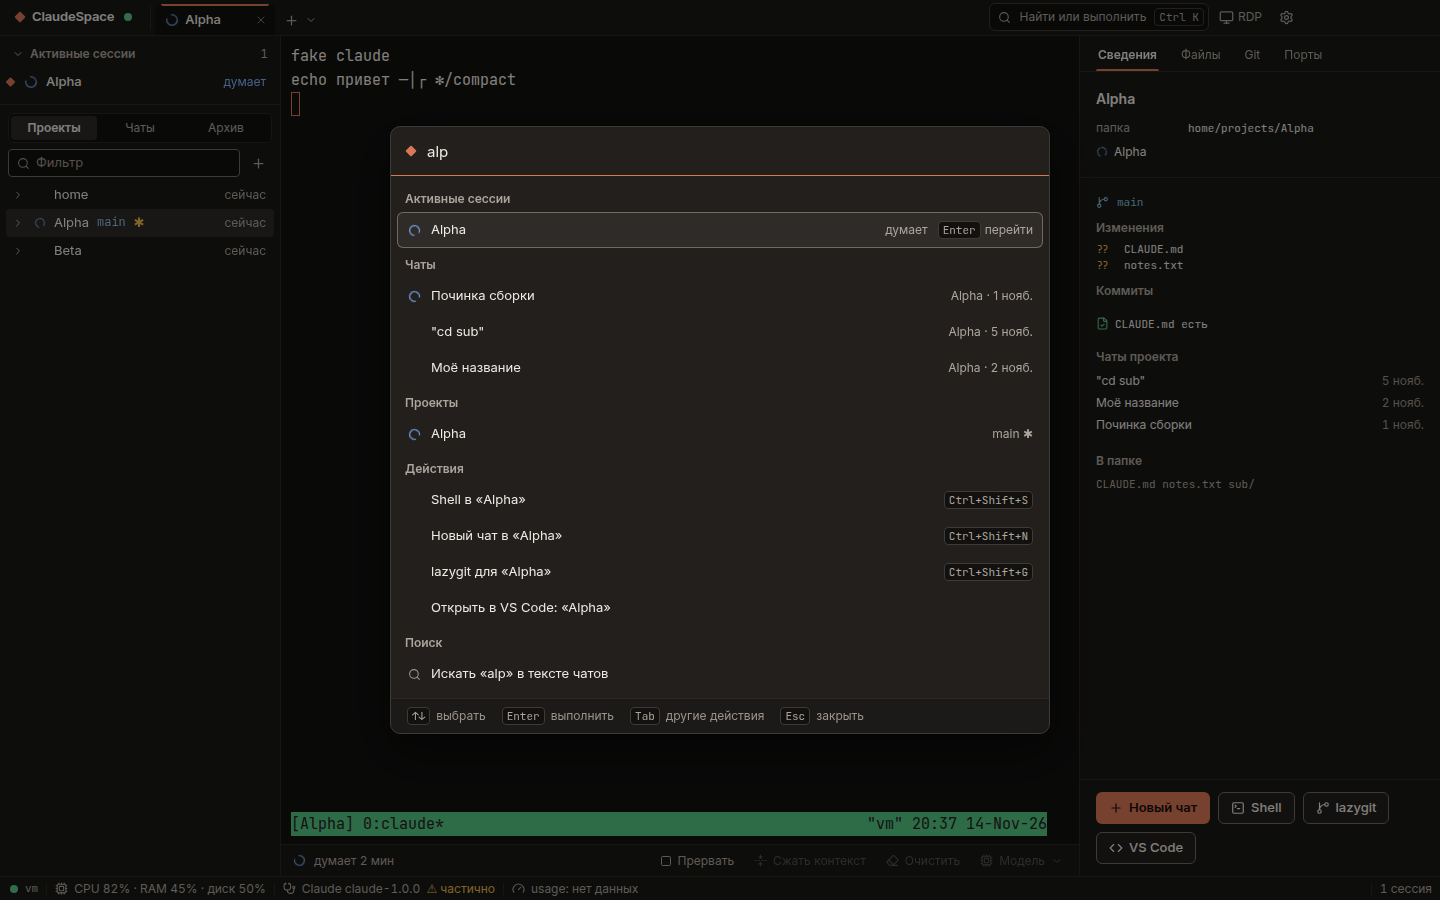 ClaudeSpace
Alpha
Найти или выполнить Ctrl K
RDP
Активные сессии 1
Alpha думает
Проекты Чаты Архив
Фильтр
home сейчас
Alpha main ✱ сейчас
Beta сейчас
fake claude
echo привет ─│┌ ✻/compact
alp
Активные сессии
Alpha думает Enter перейти
Чаты
Починка сборки Alpha · 1 нояб.
"cd sub" Alpha · 5 нояб.
Моё название Alpha · 2 нояб.
Проекты
Alpha main ✱
Действия
Shell в «Alpha» Ctrl+Shift+S
Новый чат в «Alpha» Ctrl+Shift+N
lazygit для «Alpha» Ctrl+Shift+G
Открыть в VS Code: «Alpha»
Поиск
Искать «alp» в тексте чатов
↑↓ выбрать Enter выполнить Tab другие действия Esc закрыть
[Alpha] 0:claude* "vm" 20:37 14-Nov-26
думает 2 мин Прервать Сжать контекст Очистить Модель
Сведения Файлы Git Порты
Alpha
папка home/projects/Alpha
Alpha
main
Изменения
?? CLAUDE.md
?? notes.txt
Коммиты
CLAUDE.md есть
Чаты проекта
"cd sub" 5 нояб.
Моё название 2 нояб.
Починка сборки 1 нояб.
В папке
CLAUDE.md notes.txt sub/
Новый чат Shell lazygit
VS Code
vm CPU 82% · RAM 45% · диск 50% Claude claude-1.0.0 ⚠ частично usage: нет данных 1 сессия